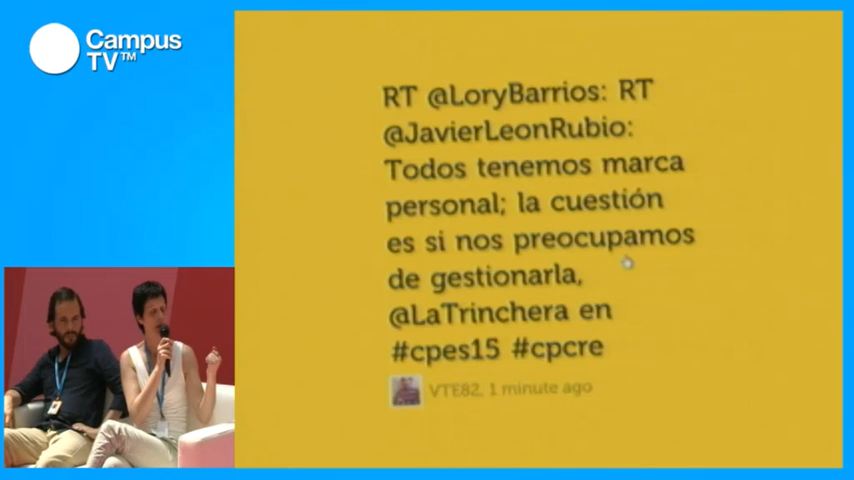 Campus
TV™
RT @LoryBarrios: RT
@JavierLeonRubio:
Todos tenemos marca
personal; la cuestión
es si nos preocupamos
de gestionarla,
@LaTrinchera en
#cpes15 #cpcre
VTE82, 1 minute ago